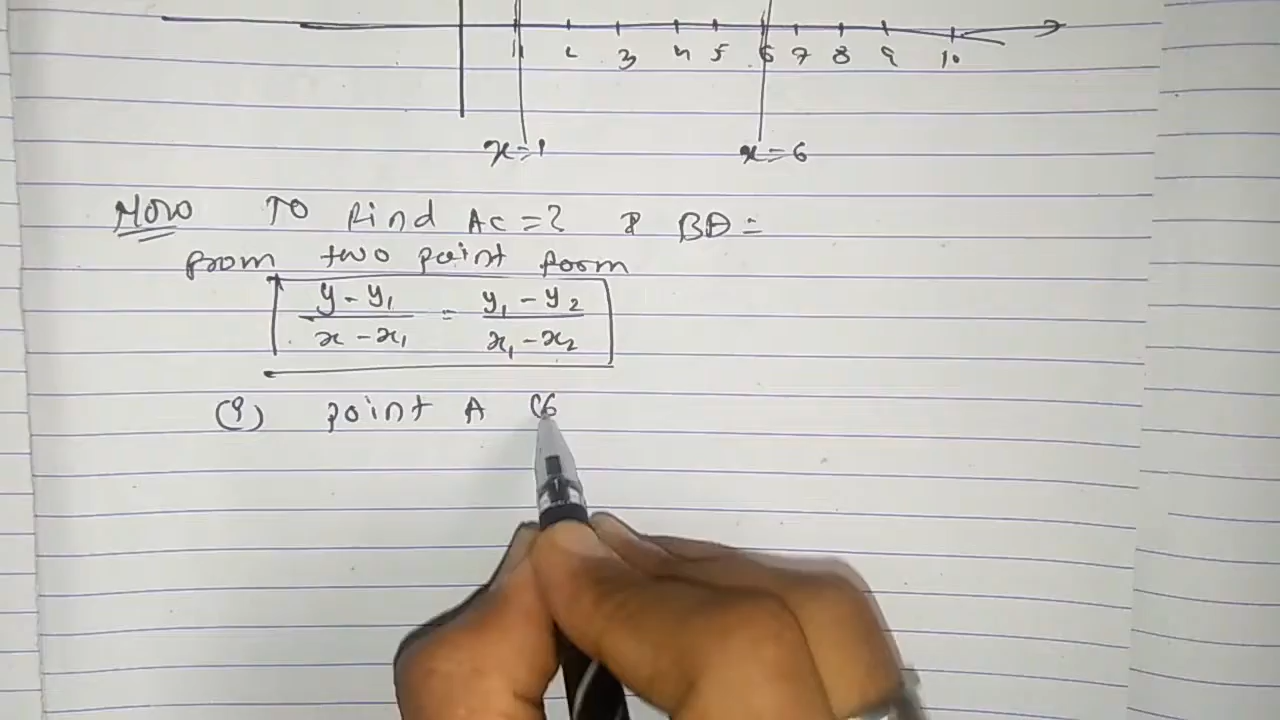 1 2 3 4 5 6 7 8 9 10
x=1 x=6
Now To find AC=? & BD=
from two point form
y-y₁ / x-x₁ = y₁-y₂ / x₁-x₂
(i) point A (6